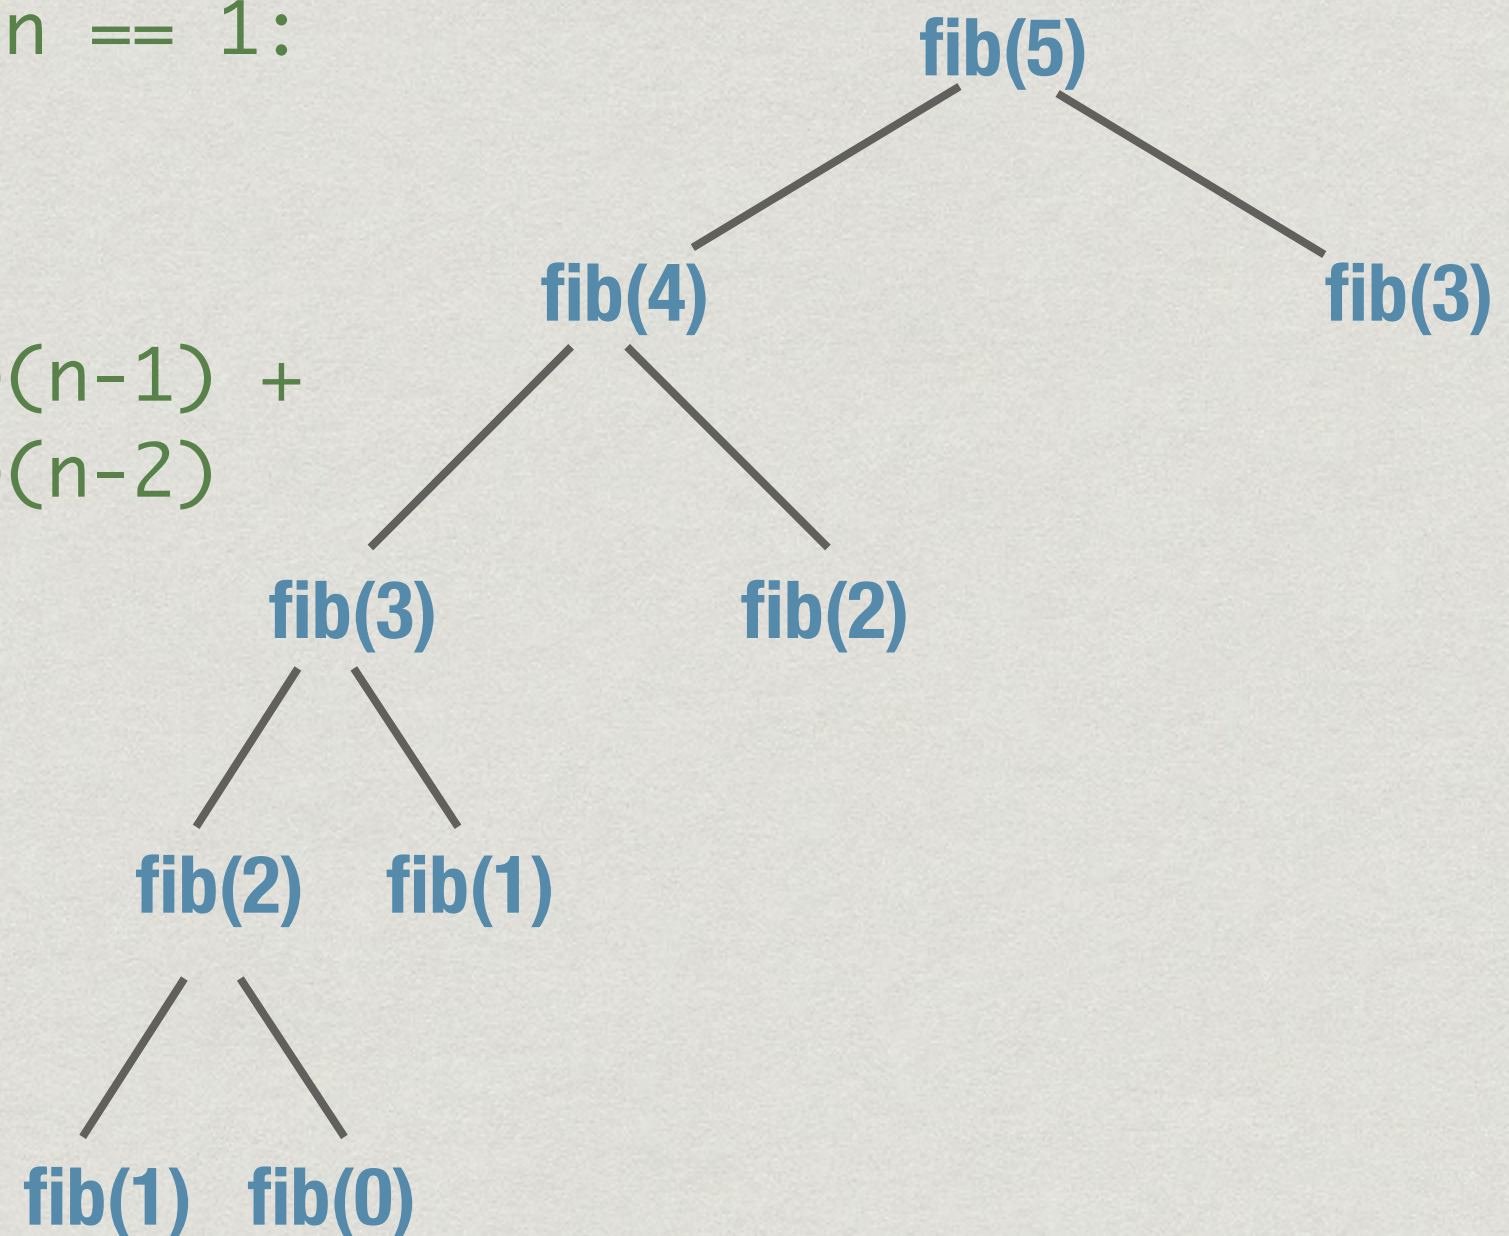 n == 1:
fib(5)
fib(4)
fib(3)
(n-1) +
(n-2)
fib(3)
fib(2)
fib(2)
fib(1)
fib(1)
fib(0)